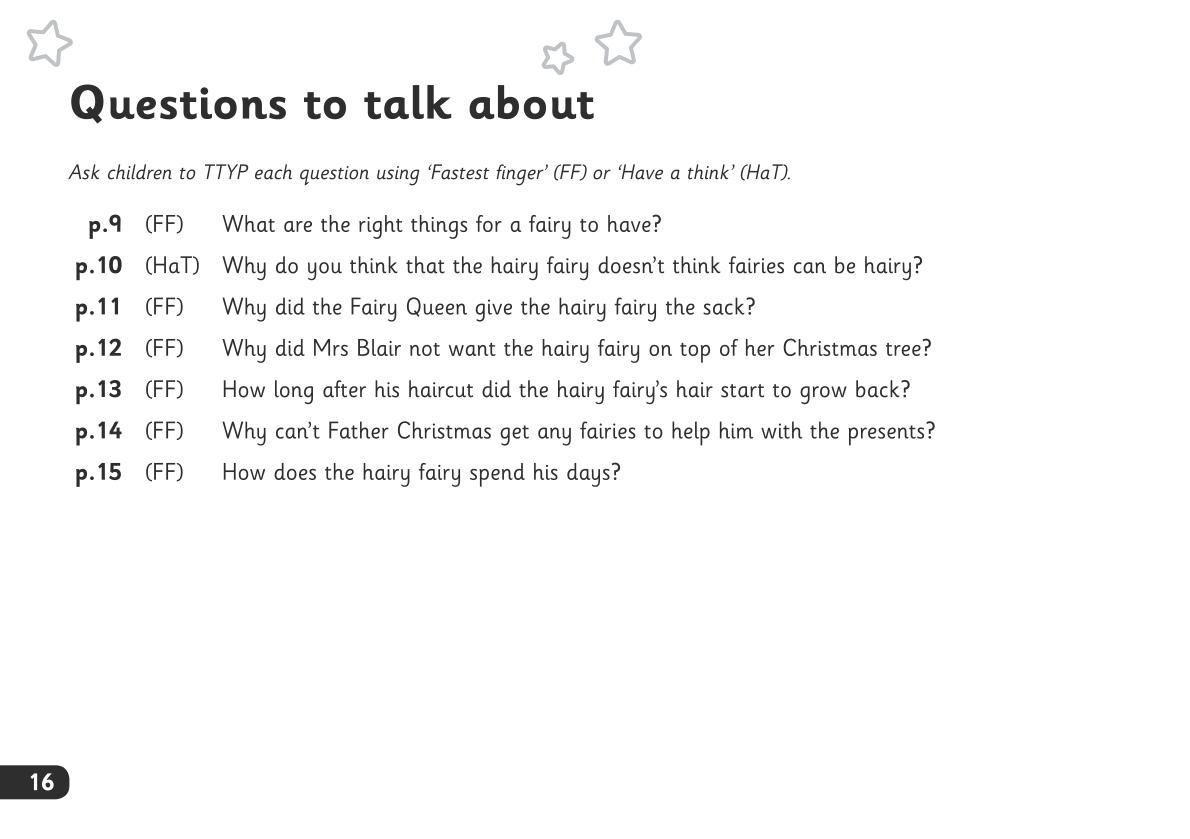 Questions to talk about
Ask children to TTYP each question using ‘Fastest finger’ (FF) or ‘Have a think’ (HaT).
p.9 (FF) What are the right things for a fairy to have?
p.10 (HaT) Why do you think that the hairy fairy doesn’t think fairies can be hairy?
p.11 (FF) Why did the Fairy Queen give the hairy fairy the sack?
p.12 (FF) Why did Mrs Blair not want the hairy fairy on top of her Christmas tree?
p.13 (FF) How long after his haircut did the hairy fairy’s hair start to grow back?
p.14 (FF) Why can’t Father Christmas get any fairies to help him with the presents?
p.15 (FF) How does the hairy fairy spend his days?
16